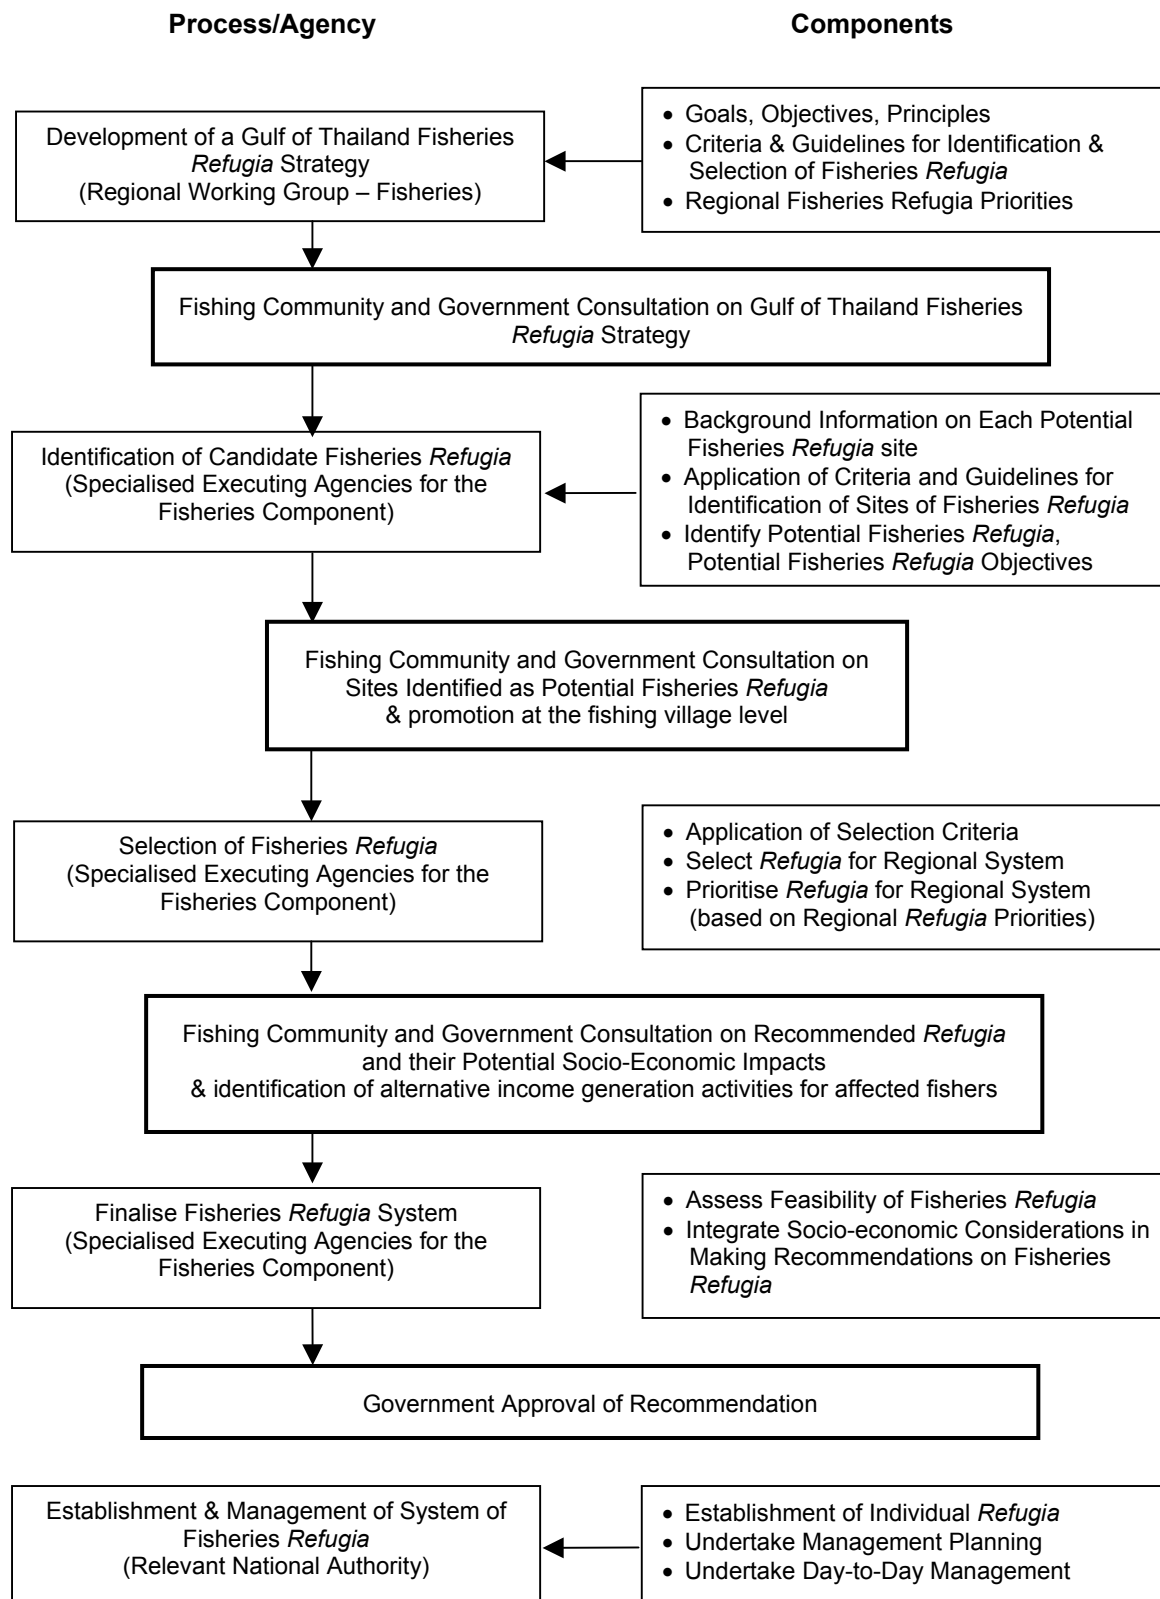 Process/Agency
Components
Development of a Gulf of Thailand Fisheries
Refugia Strategy
(Regional Working Group – Fisheries)
• Goals, Objectives, Principles
• Criteria & Guidelines for Identification &
Selection of Fisheries Refugia
• Regional Fisheries Refugia Priorities
Fishing Community and Government Consultation on Gulf of Thailand Fisheries
Refugia Strategy
Identification of Candidate Fisheries Refugia
(Specialised Executing Agencies for the
Fisheries Component)
• Background Information on Each Potential
Fisheries Refugia site
• Application of Criteria and Guidelines for
Identification of Sites of Fisheries Refugia
• Identify Potential Fisheries Refugia,
Potential Fisheries Refugia Objectives
Fishing Community and Government Consultation on
Sites Identified as Potential Fisheries Refugia
& promotion at the fishing village level
Selection of Fisheries Refugia
(Specialised Executing Agencies for the
Fisheries Component)
• Application of Selection Criteria
• Select Refugia for Regional System
• Prioritise Refugia for Regional System
(based on Regional Refugia Priorities)
Fishing Community and Government Consultation on Recommended Refugia
and their Potential Socio-Economic Impacts
& identification of alternative income generation activities for affected fishers
Finalise Fisheries Refugia System
(Specialised Executing Agencies for the
Fisheries Component)
• Assess Feasibility of Fisheries Refugia
• Integrate Socio-economic Considerations in
Making Recommendations on Fisheries
Refugia
Government Approval of Recommendation
Establishment & Management of System of
Fisheries Refugia
(Relevant National Authority)
• Establishment of Individual Refugia
• Undertake Management Planning
• Undertake Day-to-Day Management